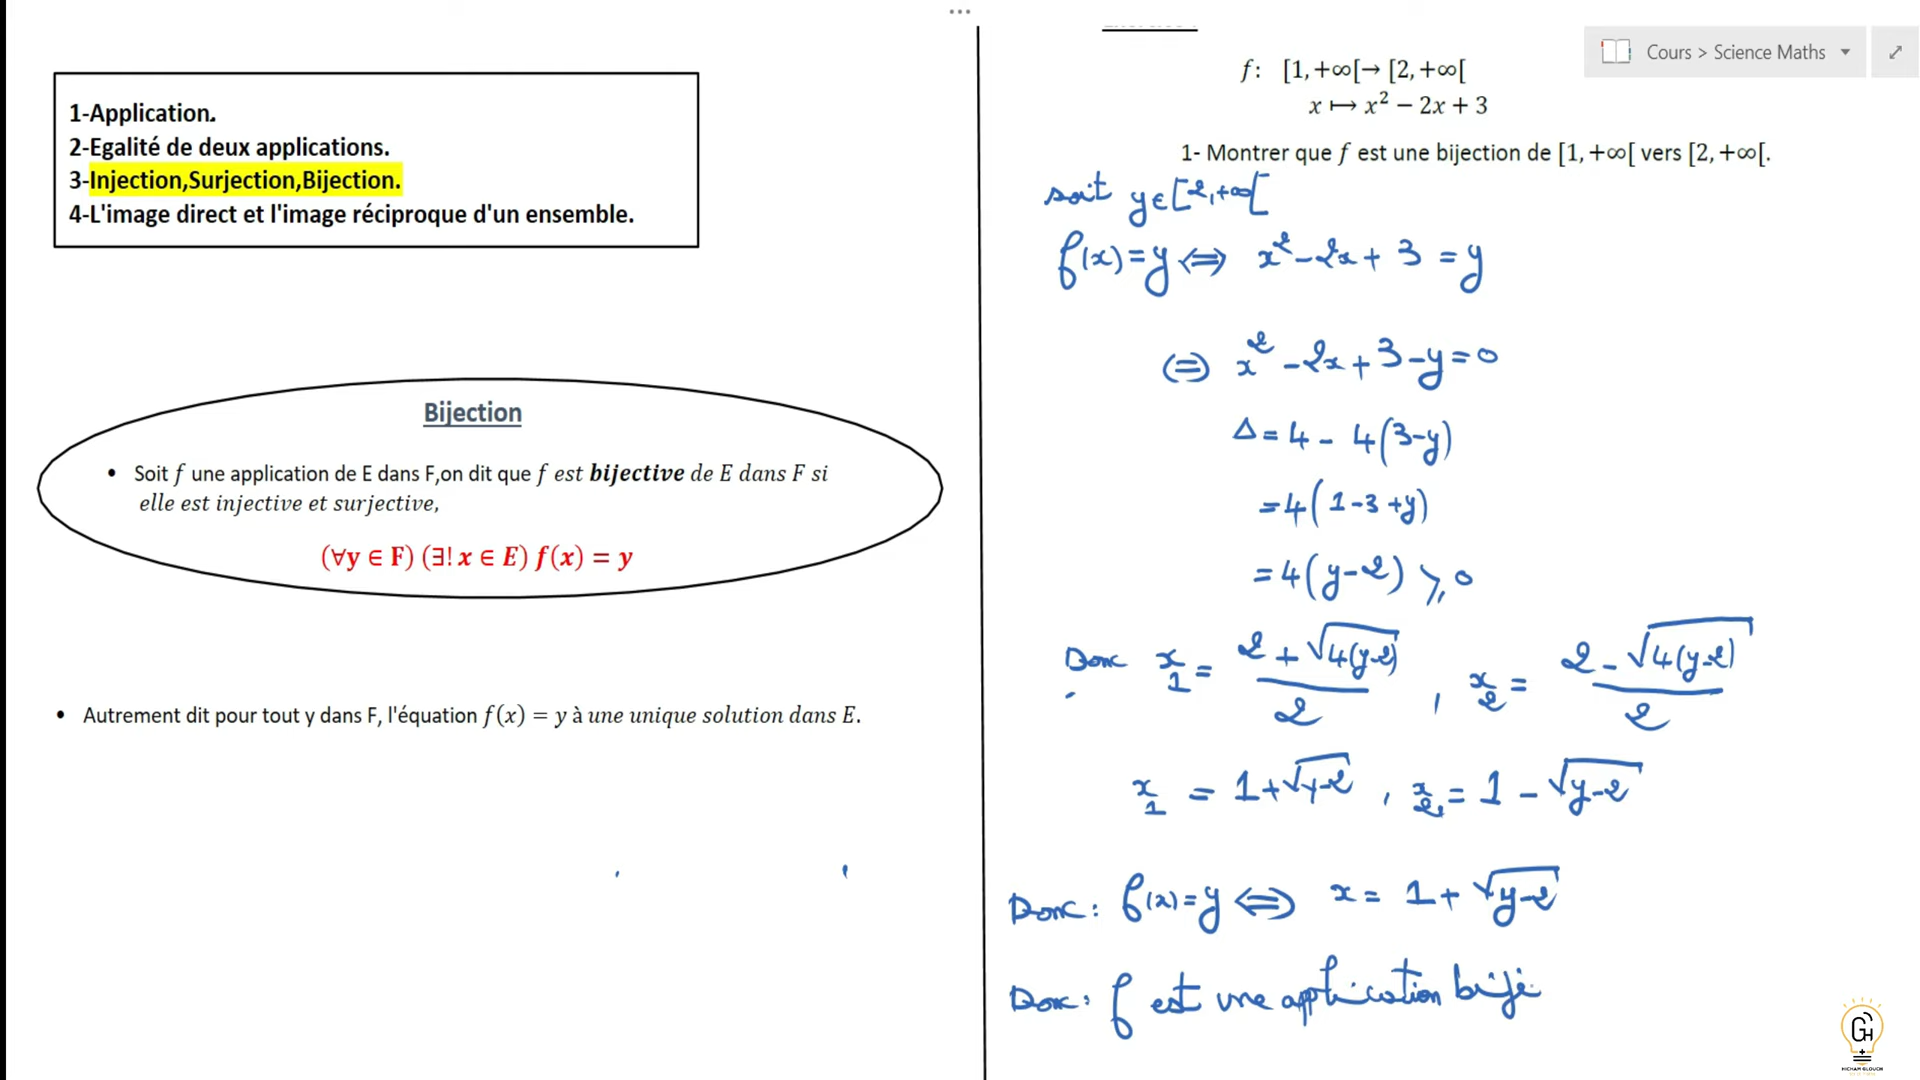 Cours > Science Maths
1-Application.
2-Egalité de deux applications.
3-Injection,Surjection,Bijection.
4-L'image direct et l'image réciproque d'un ensemble.
Bijection
• Soit f une application de E dans F,on dit que f est bijective de E dans F si
elle est injective et surjective,
(∀y ∈ F) (∃! x ∈ E) f(x) = y
• Autrement dit pour tout y dans F, l'équation f(x) = y à une unique solution dans E.
f: [1, +∞[→ [2, +∞[
x ↦ x² − 2x + 3
1- Montrer que f est une bijection de [1, +∞[ vers [2, +∞[.
soit y∈[2,+∞[
f(x)=y ⟺ x²-2x+3 =y
⟺ x²-2x+3-y=0
Δ=4-4(3-y)
=4(1-3+y)
=4(y-2) ⩾ 0
Donc x₁ = (2+√4(y-2))/2 , x₂ = (2-√4(y-2))/2
x₁ = 1+√y-2 , x₂ = 1-√y-2
Donc: f(x)=y ⟺ x= 1+√y-2
Donc: f est une application bije
GH
HICHAM GLOUCH